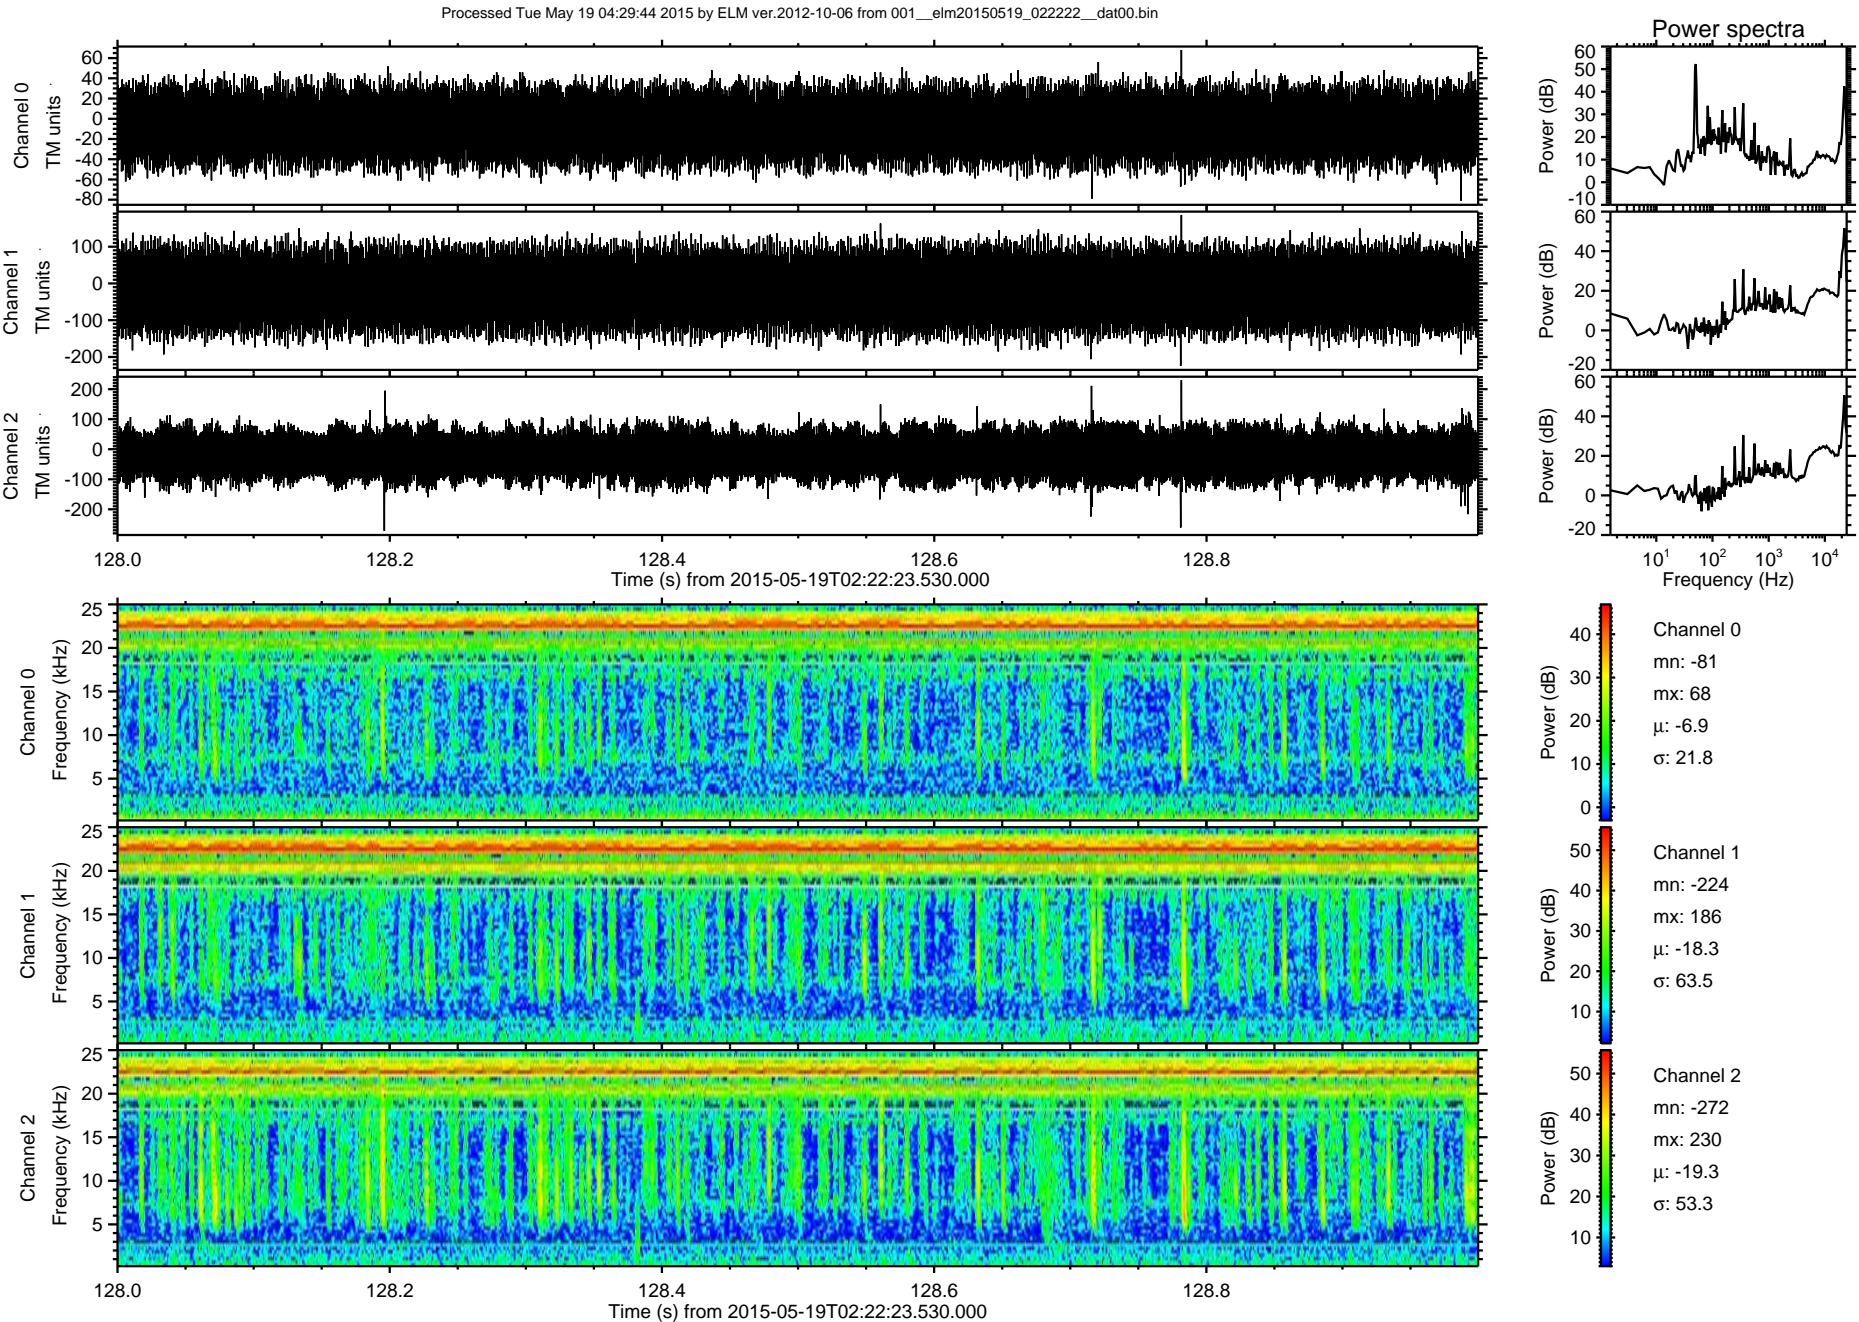 Processed Tue May 19 04:29:44 2015 by ELM ver.2012-10-06 from 001__elm20150519_022222__dat00.bin
Power spectra
Channel 0
TM units
60
40
20
0
-20
-40
-60
-80
Power (dB)
60
50
40
30
20
10
0
-10
Channel 1
TM units
100
0
-100
-200
Power (dB)
60
40
20
0
-20
Channel 2
TM units
200
100
0
-100
-200
Power (dB)
60
40
20
0
-20
128.0 128.2 128.4 128.6 128.8
Time (s) from 2015-05-19T02:22:23.530.000
10^1 10^2 10^3 10^4
Frequency (Hz)
Channel 0
Frequency (kHz)
25
20
15
10
5
Power (dB)
40
30
20
10
0
Channel 0
mn: -81
mx: 68
μ: -6.9
σ: 21.8
Channel 1
Frequency (kHz)
25
20
15
10
5
Power (dB)
50
40
30
20
10
Channel 1
mn: -224
mx: 186
μ: -18.3
σ: 63.5
Channel 2
Frequency (kHz)
25
20
15
10
5
Power (dB)
50
40
30
20
10
Channel 2
mn: -272
mx: 230
μ: -19.3
σ: 53.3
128.0 128.2 128.4 128.6 128.8
Time (s) from 2015-05-19T02:22:23.530.000